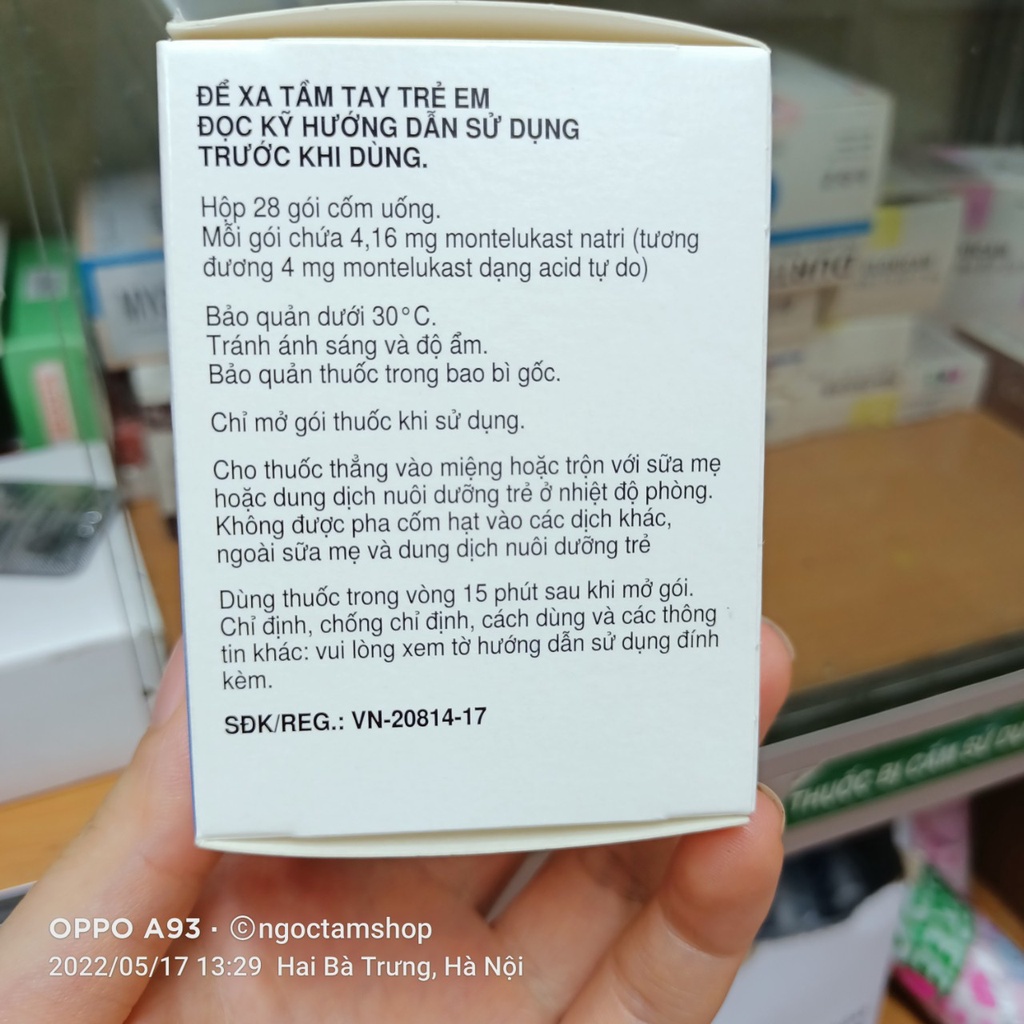 ĐỂ XA TẦM TAY TRẺ EM
ĐỌC KỸ HƯỚNG DẪN SỬ DỤNG
TRƯỚC KHI DÙNG.
Hộp 28 gói cốm uống.
Mỗi gói chứa 4,16 mg montelukast natri (tương
đương 4 mg montelukast dạng acid tự do)
Bảo quản dưới 30°C.
Tránh ánh sáng và độ ẩm.
Bảo quản thuốc trong bao bì gốc.
Chỉ mở gói thuốc khi sử dụng.
Cho thuốc thẳng vào miệng hoặc trộn với sữa mẹ
hoặc dung dịch nuôi dưỡng trẻ ở nhiệt độ phòng.
Không được pha cốm hạt vào các dịch khác,
ngoài sữa mẹ và dung dịch nuôi dưỡng trẻ
Dùng thuốc trong vòng 15 phút sau khi mở gói.
Chỉ định, chống chỉ định, cách dùng và các thông
tin khác: vui lòng xem tờ hướng dẫn sử dụng đính
kèm.
SĐK/REG.: VN-20814-17
THUỐC BỊ CẤM SỬ
OPPO A93 · ©ngoctamshop
2022/05/17 13:29 Hai Bà Trưng, Hà Nội